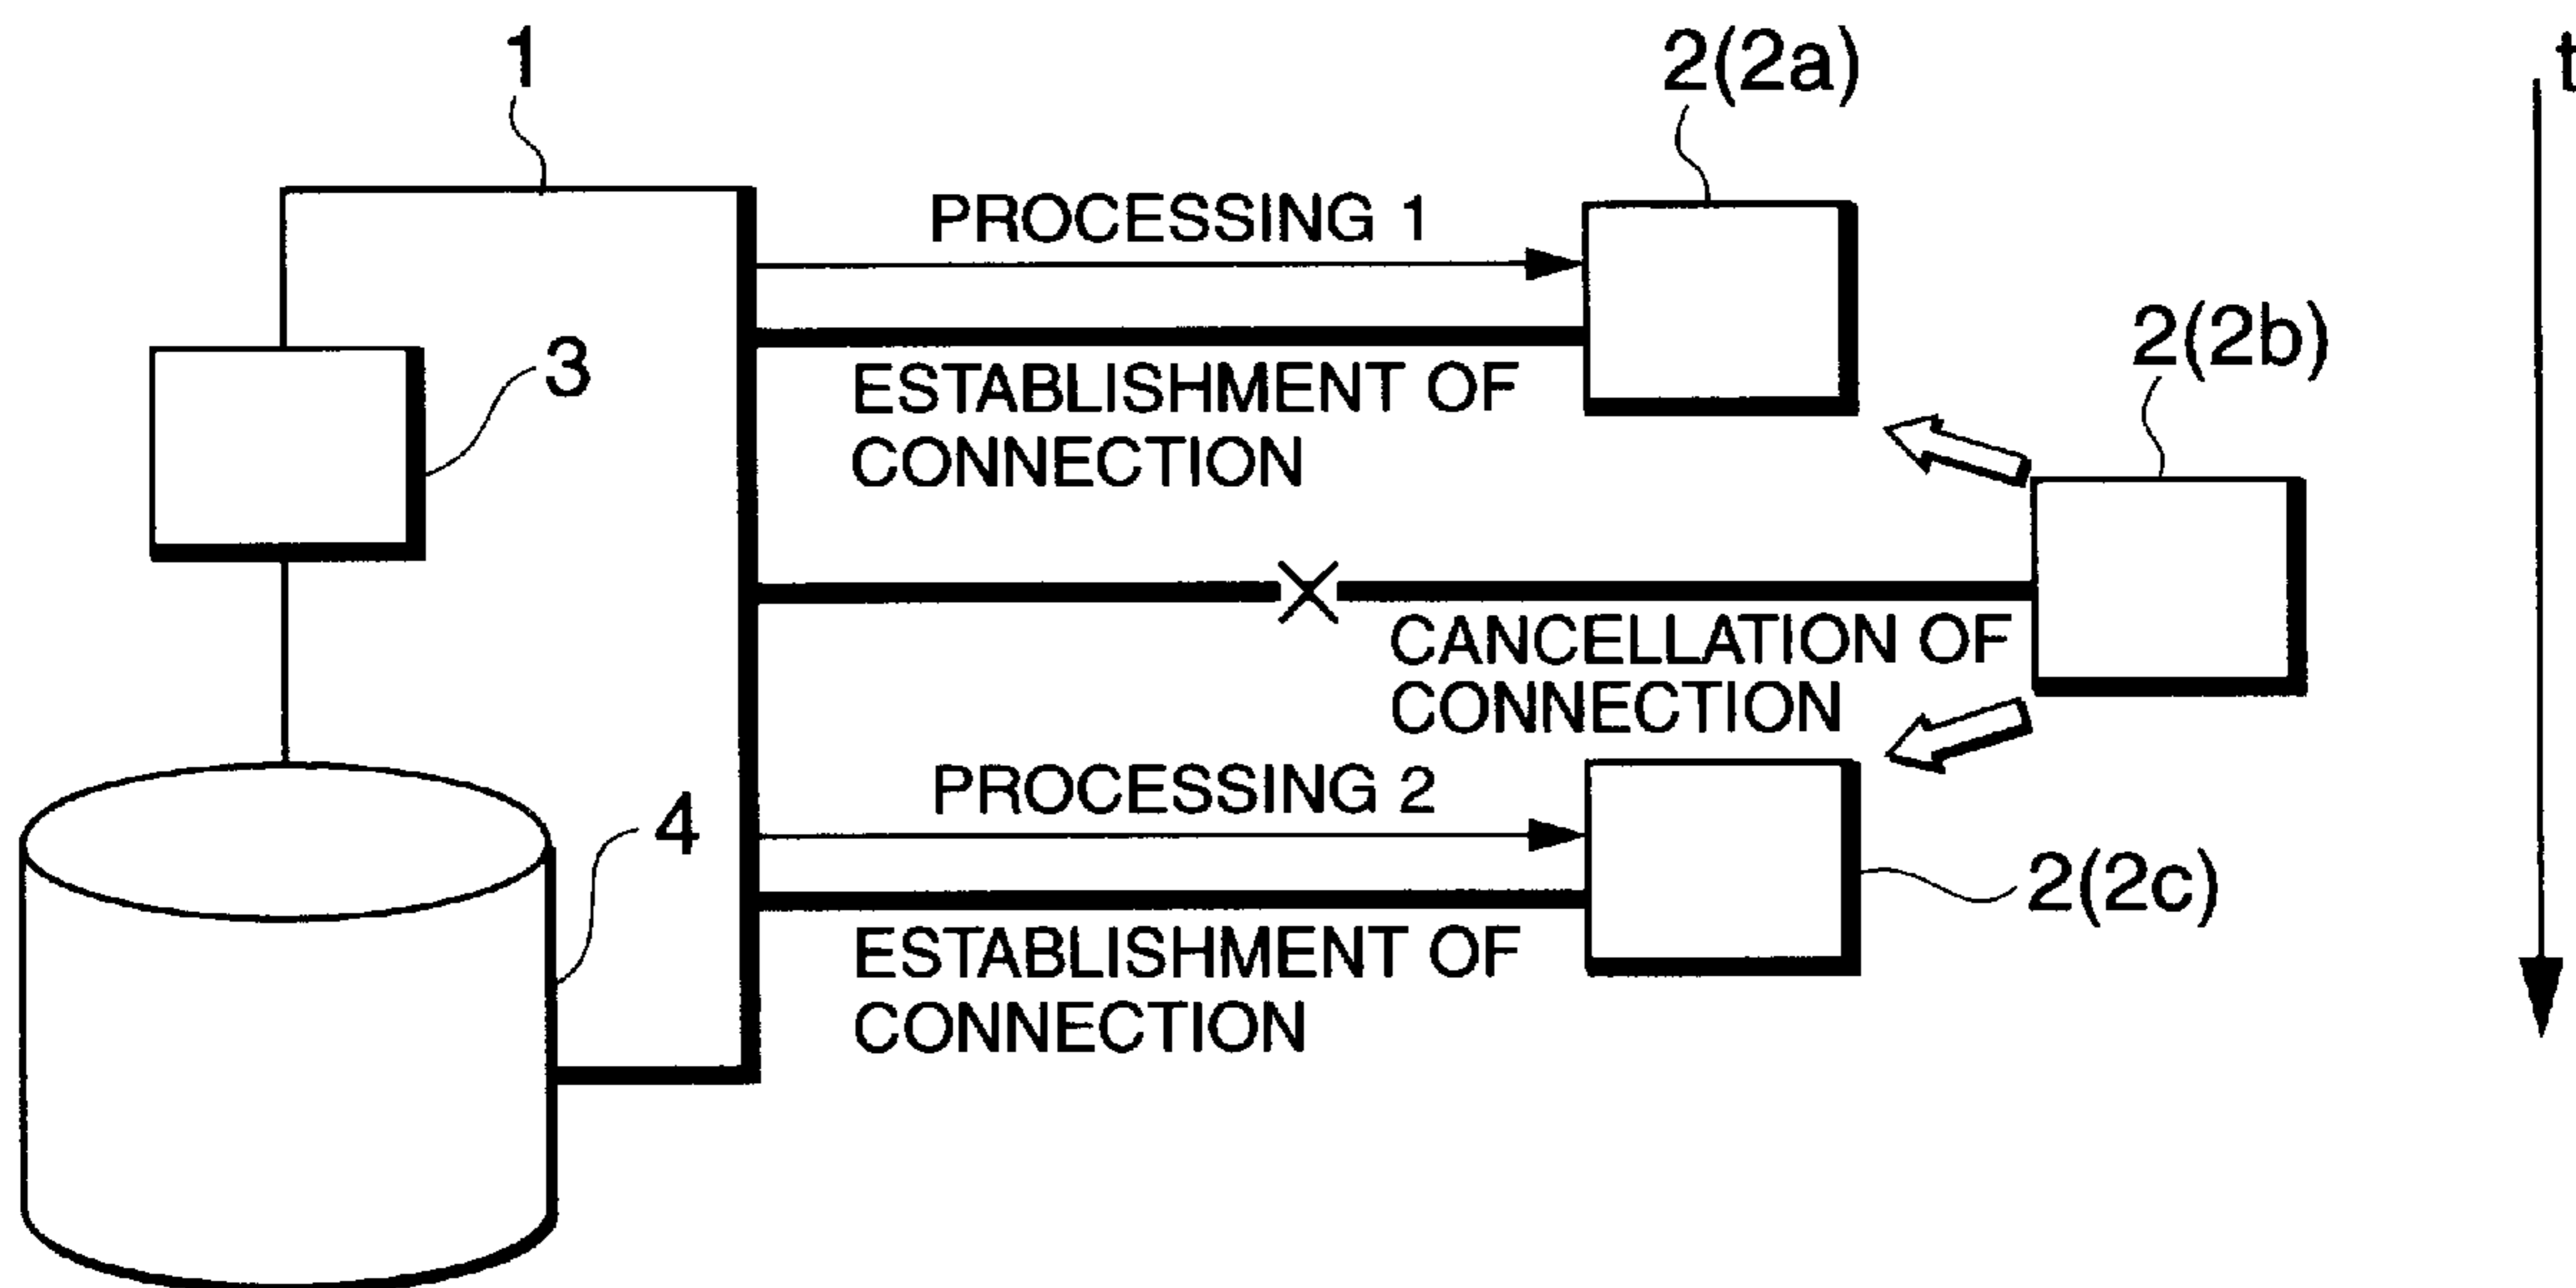 1
2(2a)
t
PROCESSING 1
2(2b)
3
ESTABLISHMENT OF
CONNECTION
CANCELLATION OF
CONNECTION
PROCESSING 2
4
2(2c)
ESTABLISHMENT OF
CONNECTION